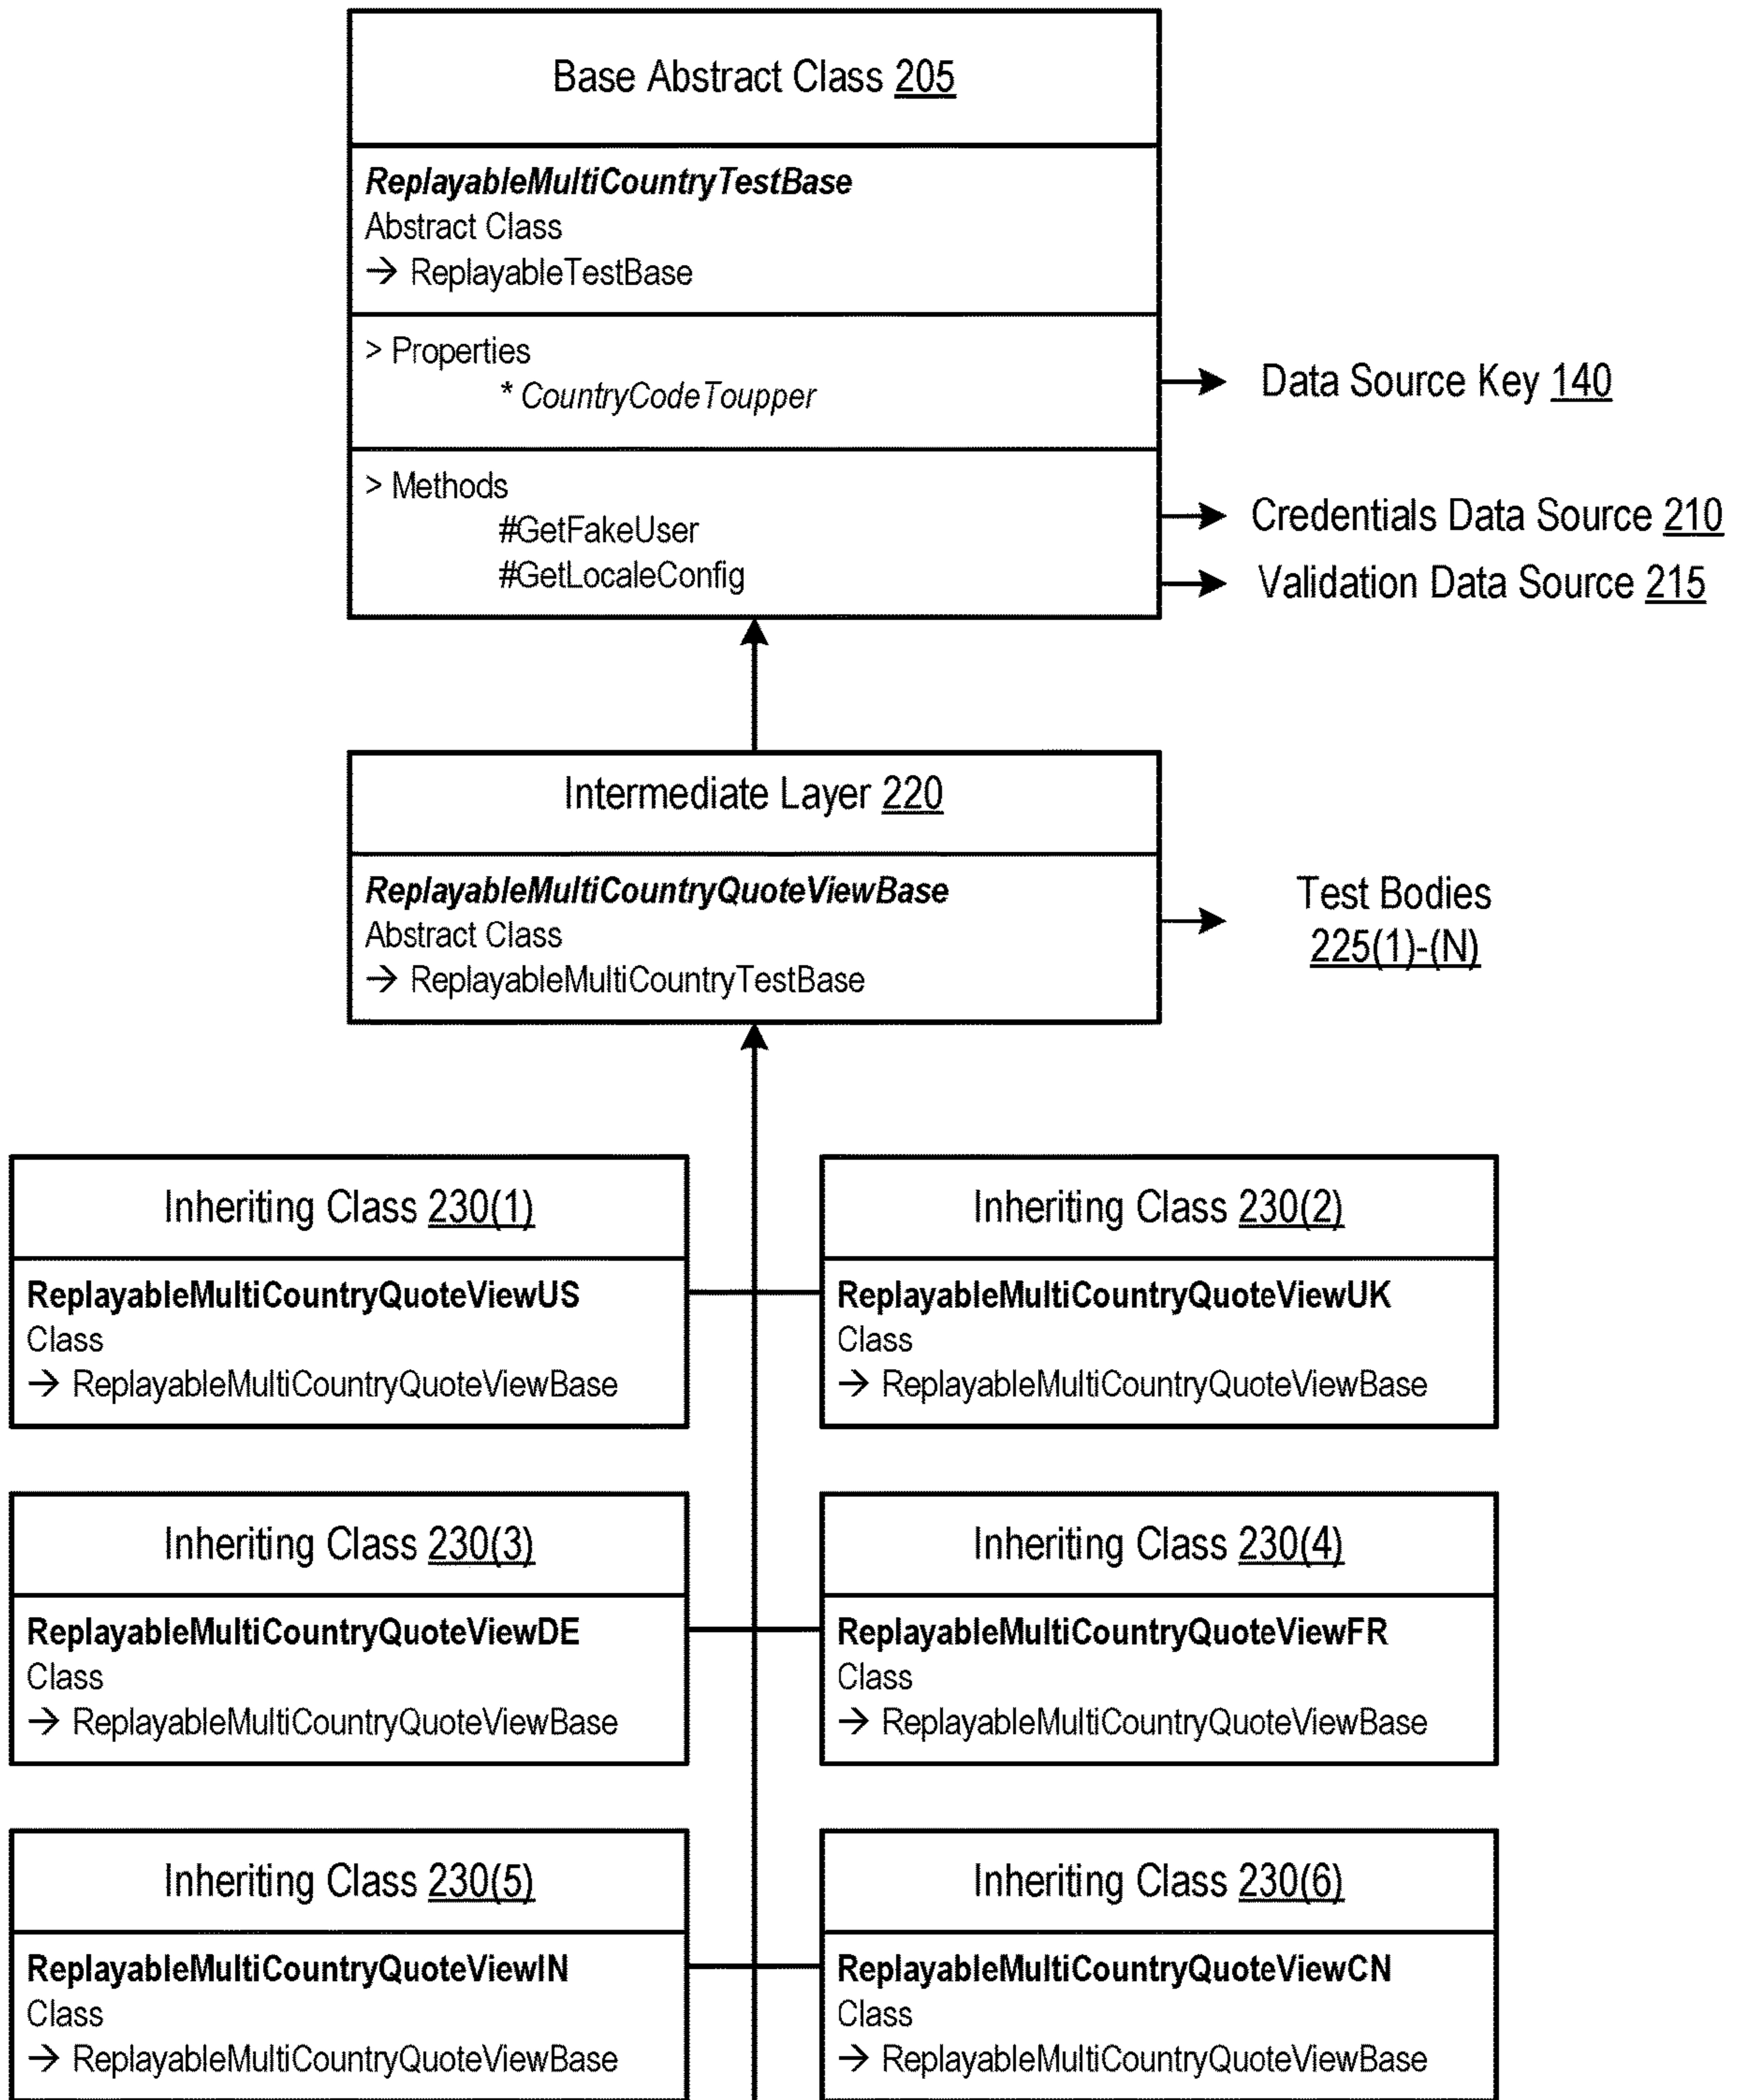 Base Abstract Class 205
ReplayableMultiCountryTestBase
Abstract Class
→ ReplayableTestBase
> Properties
* CountryCodeToupper
Data Source Key 140
> Methods
#GetFakeUser
#GetLocaleConfig
Credentials Data Source 210
Validation Data Source 215
Intermediate Layer 220
ReplayableMultiCountryQuoteViewBase
Abstract Class
→ ReplayableMultiCountryTestBase
Test Bodies
225(1)-(N)
Inheriting Class 230(1)
ReplayableMultiCountryQuoteViewUS
Class
→ ReplayableMultiCountryQuoteViewBase
Inheriting Class 230(2)
ReplayableMultiCountryQuoteViewUK
Class
→ ReplayableMultiCountryQuoteViewBase
Inheriting Class 230(3)
ReplayableMultiCountryQuoteViewDE
Class
→ ReplayableMultiCountryQuoteViewBase
Inheriting Class 230(4)
ReplayableMultiCountryQuoteViewFR
Class
→ ReplayableMultiCountryQuoteViewBase
Inheriting Class 230(5)
ReplayableMultiCountryQuoteViewIN
Class
→ ReplayableMultiCountryQuoteViewBase
Inheriting Class 230(6)
ReplayableMultiCountryQuoteViewCN
Class
→ ReplayableMultiCountryQuoteViewBase